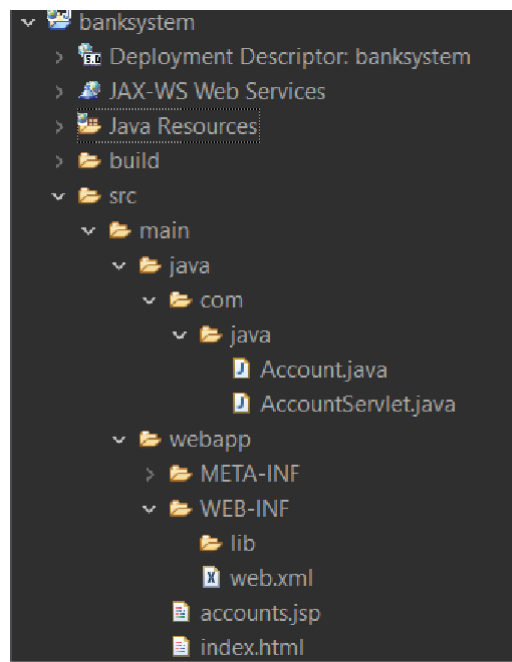 banksystem
Deployment Descriptor: banksystem
JAX-WS Web Services
Java Resources
build
src
main
java
com
java
Account.java
AccountServlet.java
webapp
META-INF
WEB-INF
lib
web.xml
accounts.jsp
index.html